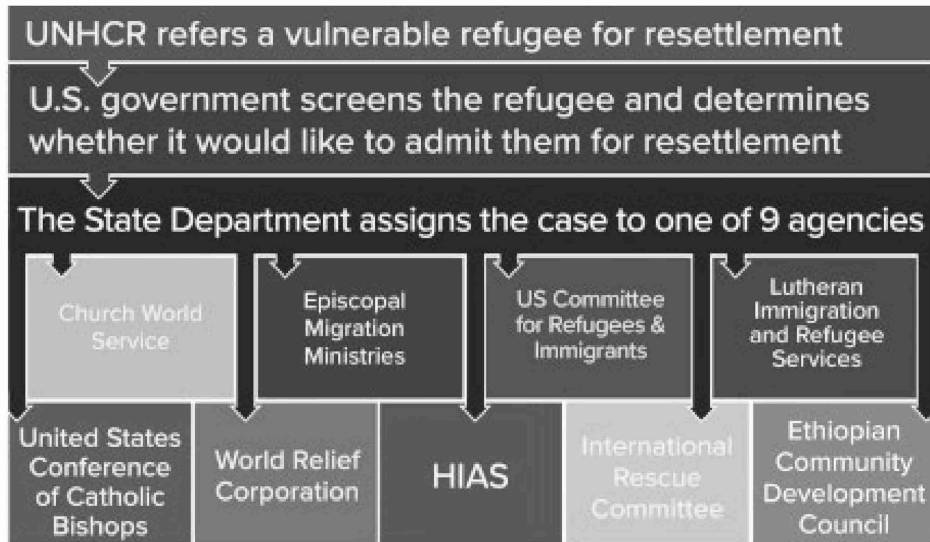 UNHCR refers a vulnerable refugee for resettlement
U.S. government screens the refugee and determines
whether it would like to admit them for resettlement
The State Department assigns the case to one of 9 agencies
Church World
Service
Episcopal
Migration
Ministries
US Committee
for Refugees &
Immigrants
Lutheran
Immigration
and Refugee
Services
United States
Conference
of Catholic
Bishops
World Relief
Corporation
HIAS
International
Rescue
Committee
Ethiopian
Community
Development
Council